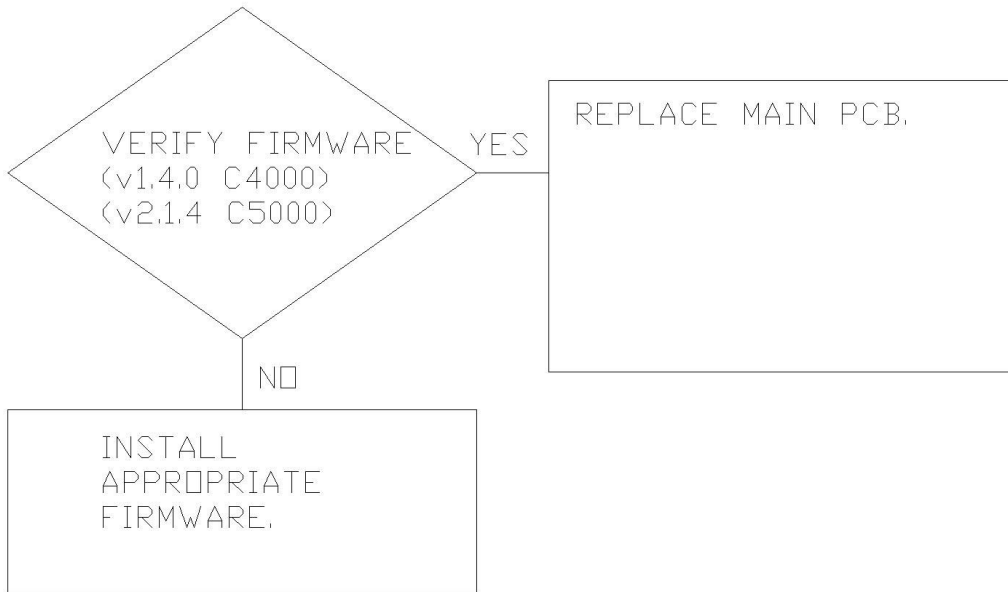 VERIFY FIRMWARE
(v1.4.0 C4000)
(v2.1.4 C5000)
YES
REPLACE MAIN PCB.
NO
INSTALL
APPROPRIATE
FIRMWARE.